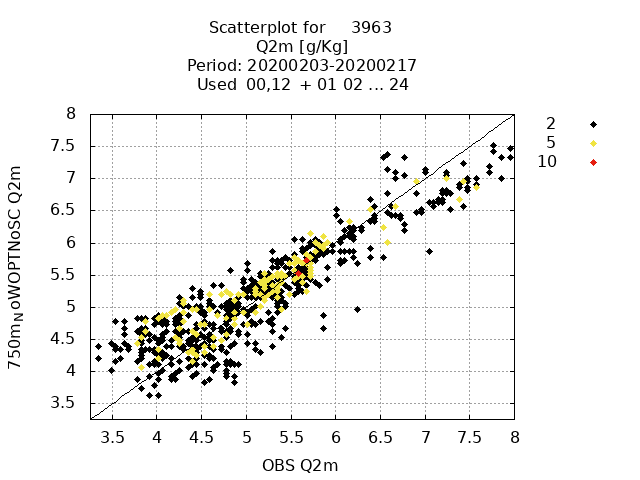 Scatterplot for 3963
Q2m [g/Kg]
Period: 20200203-20200217
Used 00,12 + 01 02 ... 24
8
7.5
7
6.5
6
5.5
5
4.5
4
3.5
750m_NoWOPTNoSC Q2m
3.5 4 4.5 5 5.5 6 6.5 7 7.5 8
OBS Q2m
2
5
10